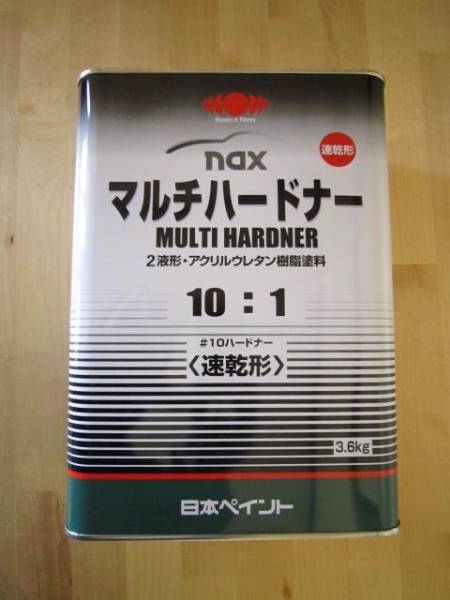 Basic & New
nax
速乾形
マルチハードナー
MULTI HARDNER
2液形・アクリルウレタン樹脂塗料
10:1
#10ハードナー
〈速乾形〉
3.6kg
日本ペイント